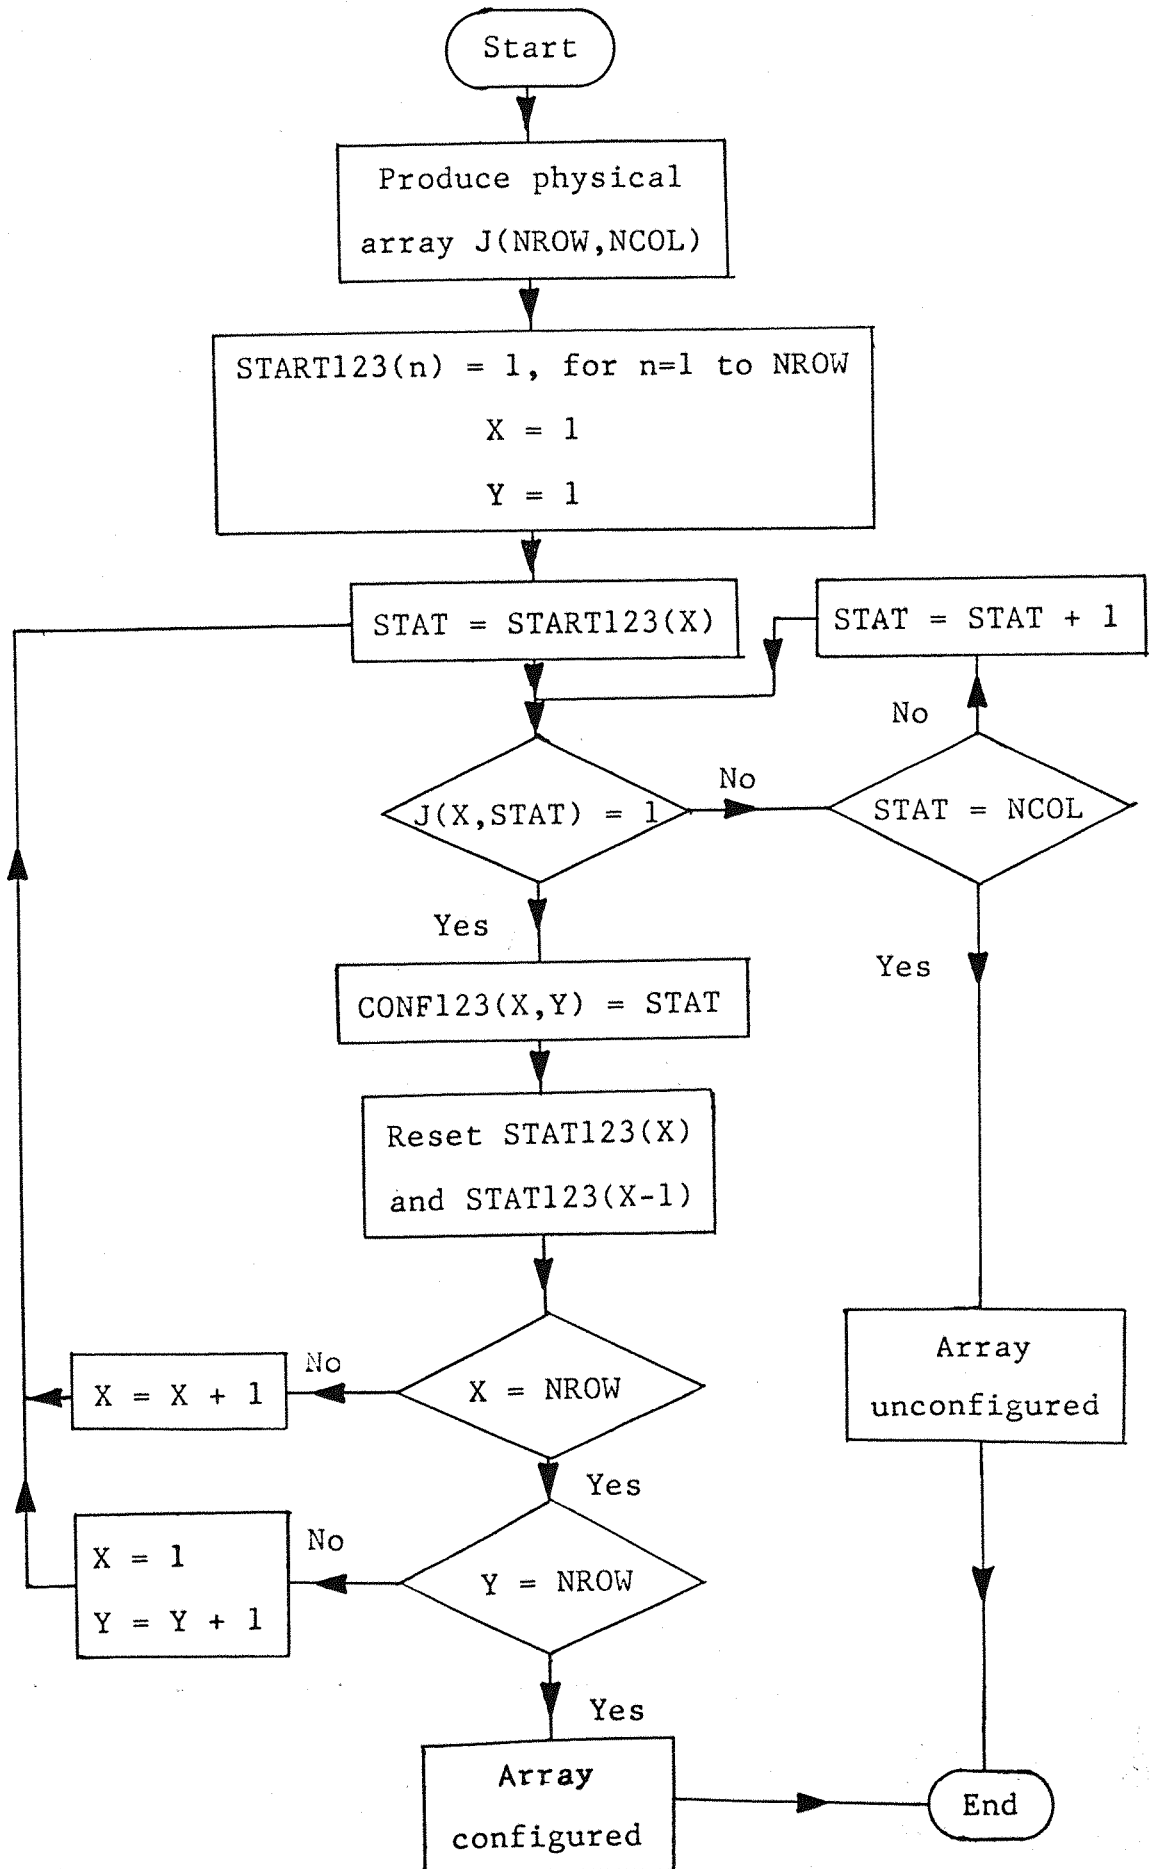 Start
Produce physical
array J(NROW,NCOL)
START123(n) = 1, for n=1 to NROW
X = 1
Y = 1
STAT = START123(X)
STAT = STAT + 1
No
J(X,STAT) = 1
No
STAT = NCOL
Yes
Yes
CONF123(X,Y) = STAT
Reset STAT123(X)
and STAT123(X-1)
Array
unconfigured
No
X = X + 1
X = NROW
Yes
No
X = 1
Y = Y + 1
Y = NROW
Yes
Array
configured
End